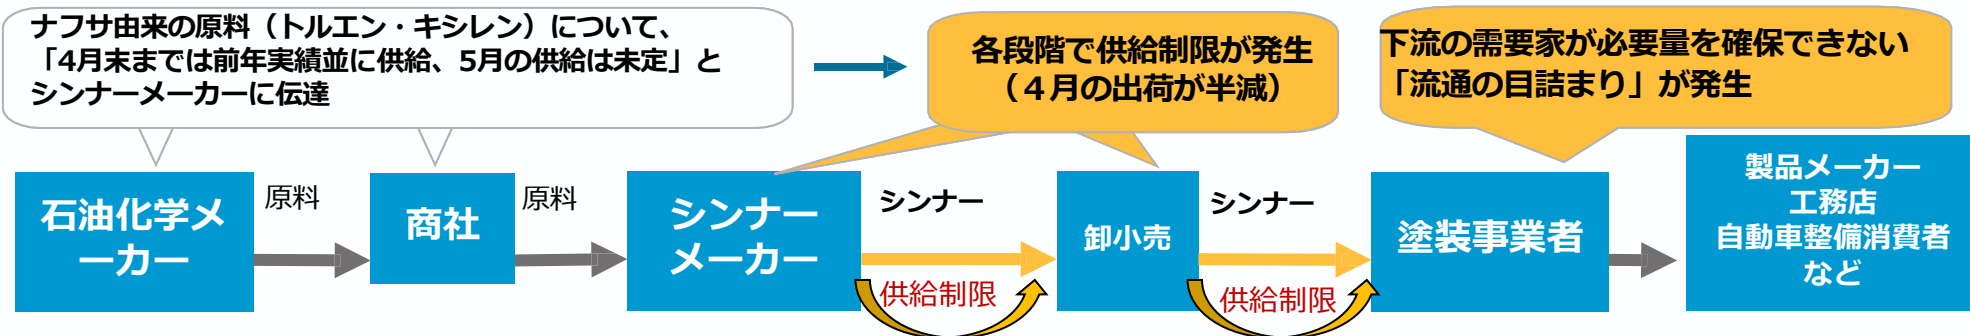 ナフサ由来の原料（トルエン・キシレン）について、
「4月末までは前年実績並に供給、5月の供給は未定」と
シンナーメーカーに伝達
各段階で供給制限が発生
（４月の出荷が半減）
下流の需要家が必要量を確保できない
「流通の目詰まり」が発生
石油化学メ
ーカー
原料
商社
原料
シンナー
メーカー
シンナー
供給制限
卸小売
シンナー
供給制限
塗装事業者
製品メーカー
工務店
自動車整備消費者
など